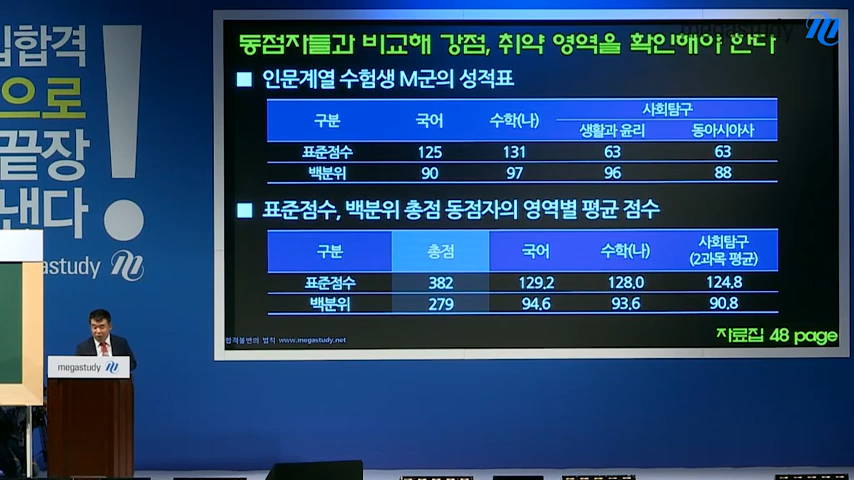 입합격
으로
끝장
낸다
!
megastudy
동점자들과 비교해 강점, 취약 영역을 확인해야 한다
megastudy
■ 인문계열 수험생 M군의 성적표
구분 국어 수학(나) 사회탐구
생활과 윤리 동아시아사
표준점수 125 131 63 63
백분위 90 97 96 88
■ 표준점수, 백분위 총점 동점자의 영역별 평균 점수
구분 총점 국어 수학(나) 사회탐구
(2과목 평균)
표준점수 382 129.2 128.0 124.8
백분위 279 94.6 93.6 90.8
자료집 48 page
합격불변의 법칙 www.megastudy.net
megastudy